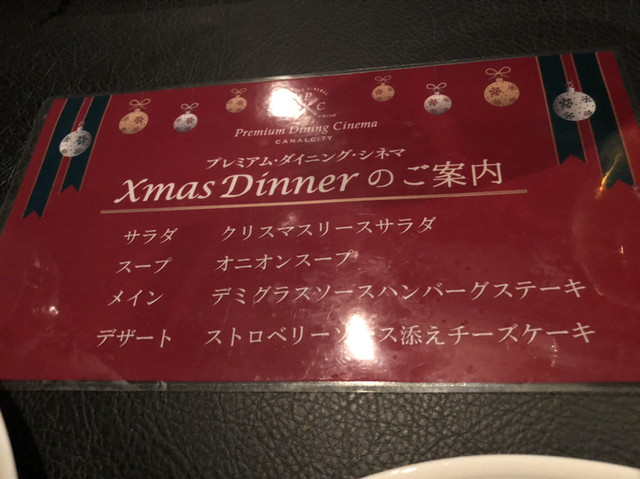 P
C
Premium Dining Cinema
CANALCITY
プレミアム・ダイニング・シネマ
Xmas Dinner のご案内
サラダ クリスマスリースサラダ
スープ オニオンスープ
メイン デミグラスソースハンバーグステーキ
デザート ストロベリーソース添えチーズケーキ